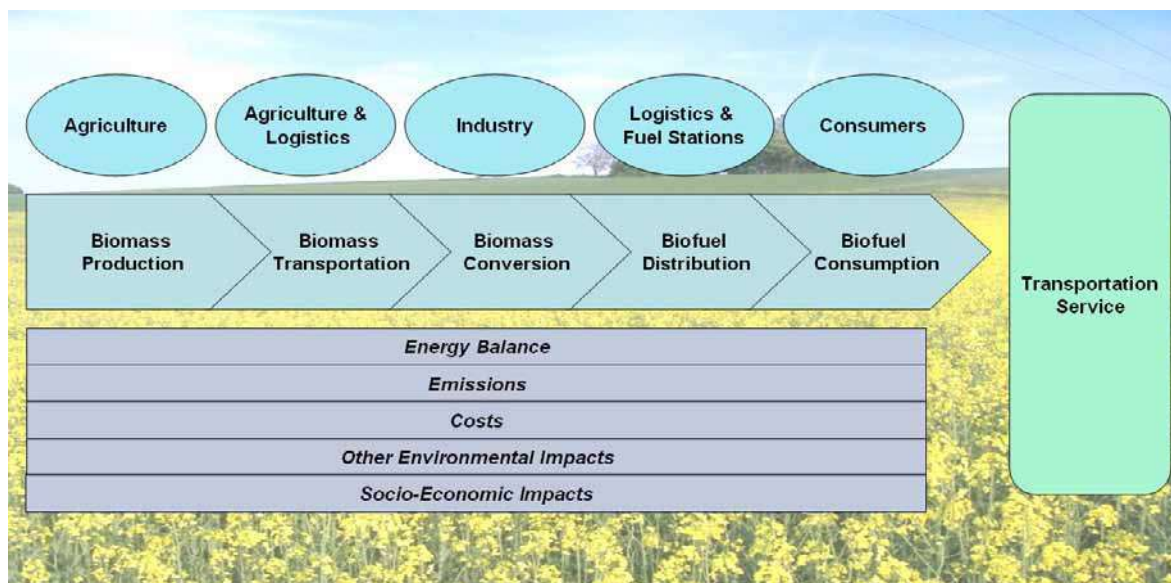 Agriculture
Agriculture &
Logistics
Industry
Logistics &
Fuel Stations
Consumers
Biomass
Production
Biomass
Transportation
Biomass
Conversion
Biofuel
Distribution
Biofuel
Consumption
Transportation
Service
Energy Balance
Emissions
Costs
Other Environmental Impacts
Socio-Economic Impacts